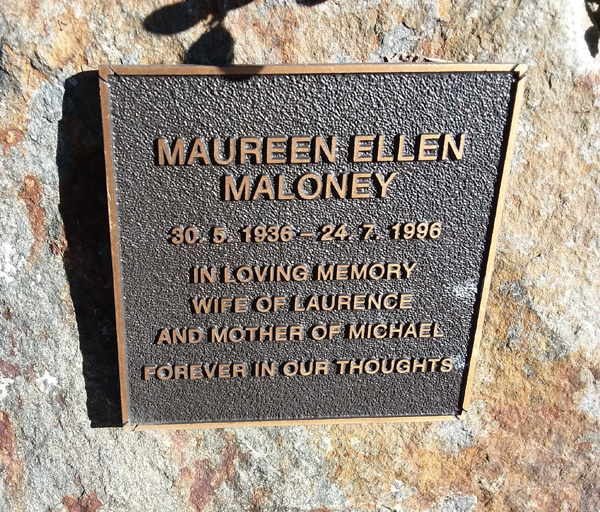 MAUREEN ELLEN
MALONEY
30. 5. 1936 – 24. 7. 1996
IN LOVING MEMORY
WIFE OF LAURENCE
AND MOTHER OF MICHAEL
FOREVER IN OUR THOUGHTS